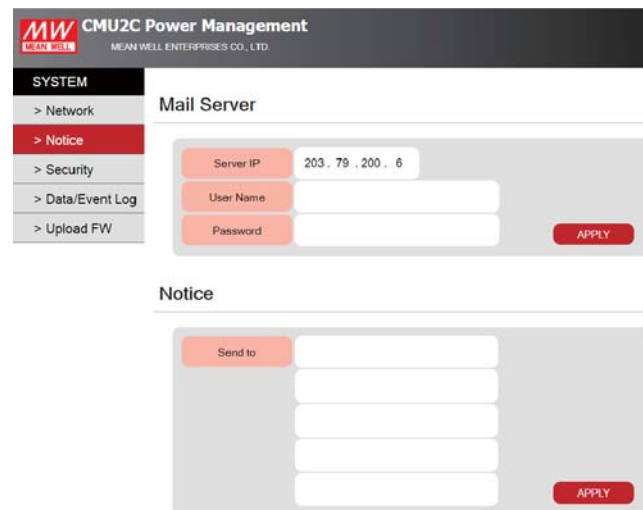 MW
MEAN WELL
CMU2C Power Management
MEAN WELL ENTERPRISES CO., LTD.
SYSTEM
> Network
> Notice
> Security
> Data/Event Log
> Upload FW
Mail Server
Server IP 203 . 79 . 200 . 6
User Name
Password
APPLY
Notice
Send to
APPLY